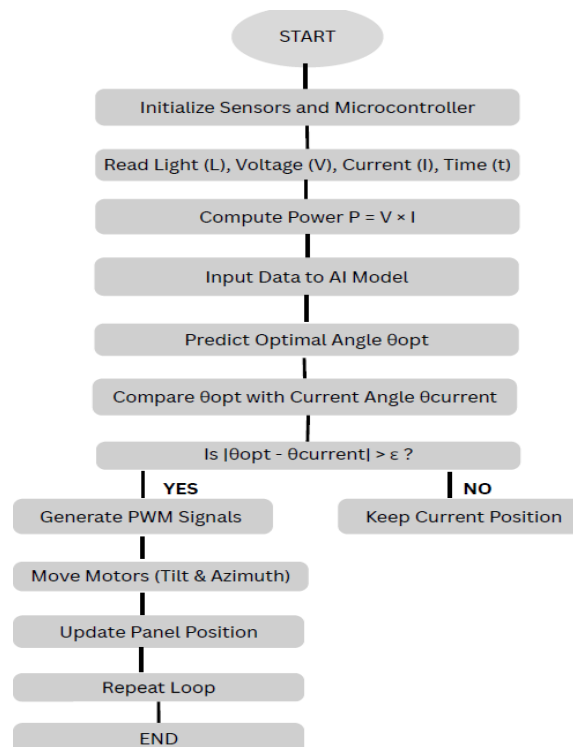 START
Initialize Sensors and Microcontroller
Read Light (L), Voltage (V), Current (I), Time (t)
Compute Power P = V × I
Input Data to AI Model
Predict Optimal Angle θopt
Compare θopt with Current Angle θcurrent
Is |θopt - θcurrent| > ε ?
YES
NO
Generate PWM Signals
Keep Current Position
Move Motors (Tilt & Azimuth)
Update Panel Position
Repeat Loop
END